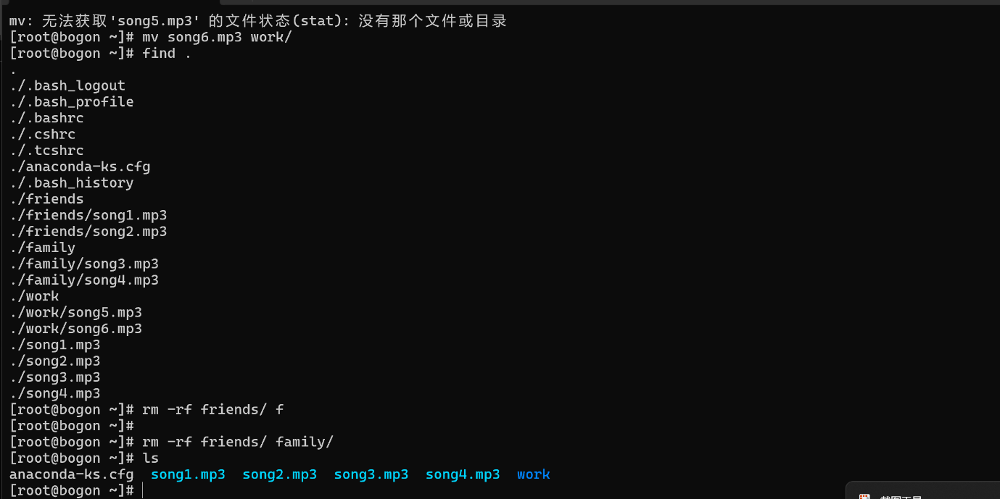 mv: 无法获取'song5.mp3' 的文件状态(stat): 没有那个文件或目录
[root@bogon ~]# mv song6.mp3 work/
[root@bogon ~]# find .
.
./.bash_logout
./.bash_profile
./.bashrc
./.cshrc
./.tcshrc
./anaconda-ks.cfg
./.bash_history
./friends
./friends/song1.mp3
./friends/song2.mp3
./family
./family/song3.mp3
./family/song4.mp3
./work
./work/song5.mp3
./work/song6.mp3
./song1.mp3
./song2.mp3
./song3.mp3
./song4.mp3
[root@bogon ~]# rm -rf friends/ f
[root@bogon ~]#
[root@bogon ~]# rm -rf friends/ family/
[root@bogon ~]# ls
anaconda-ks.cfg  song1.mp3  song2.mp3  song3.mp3  song4.mp3  work
[root@bogon ~]#